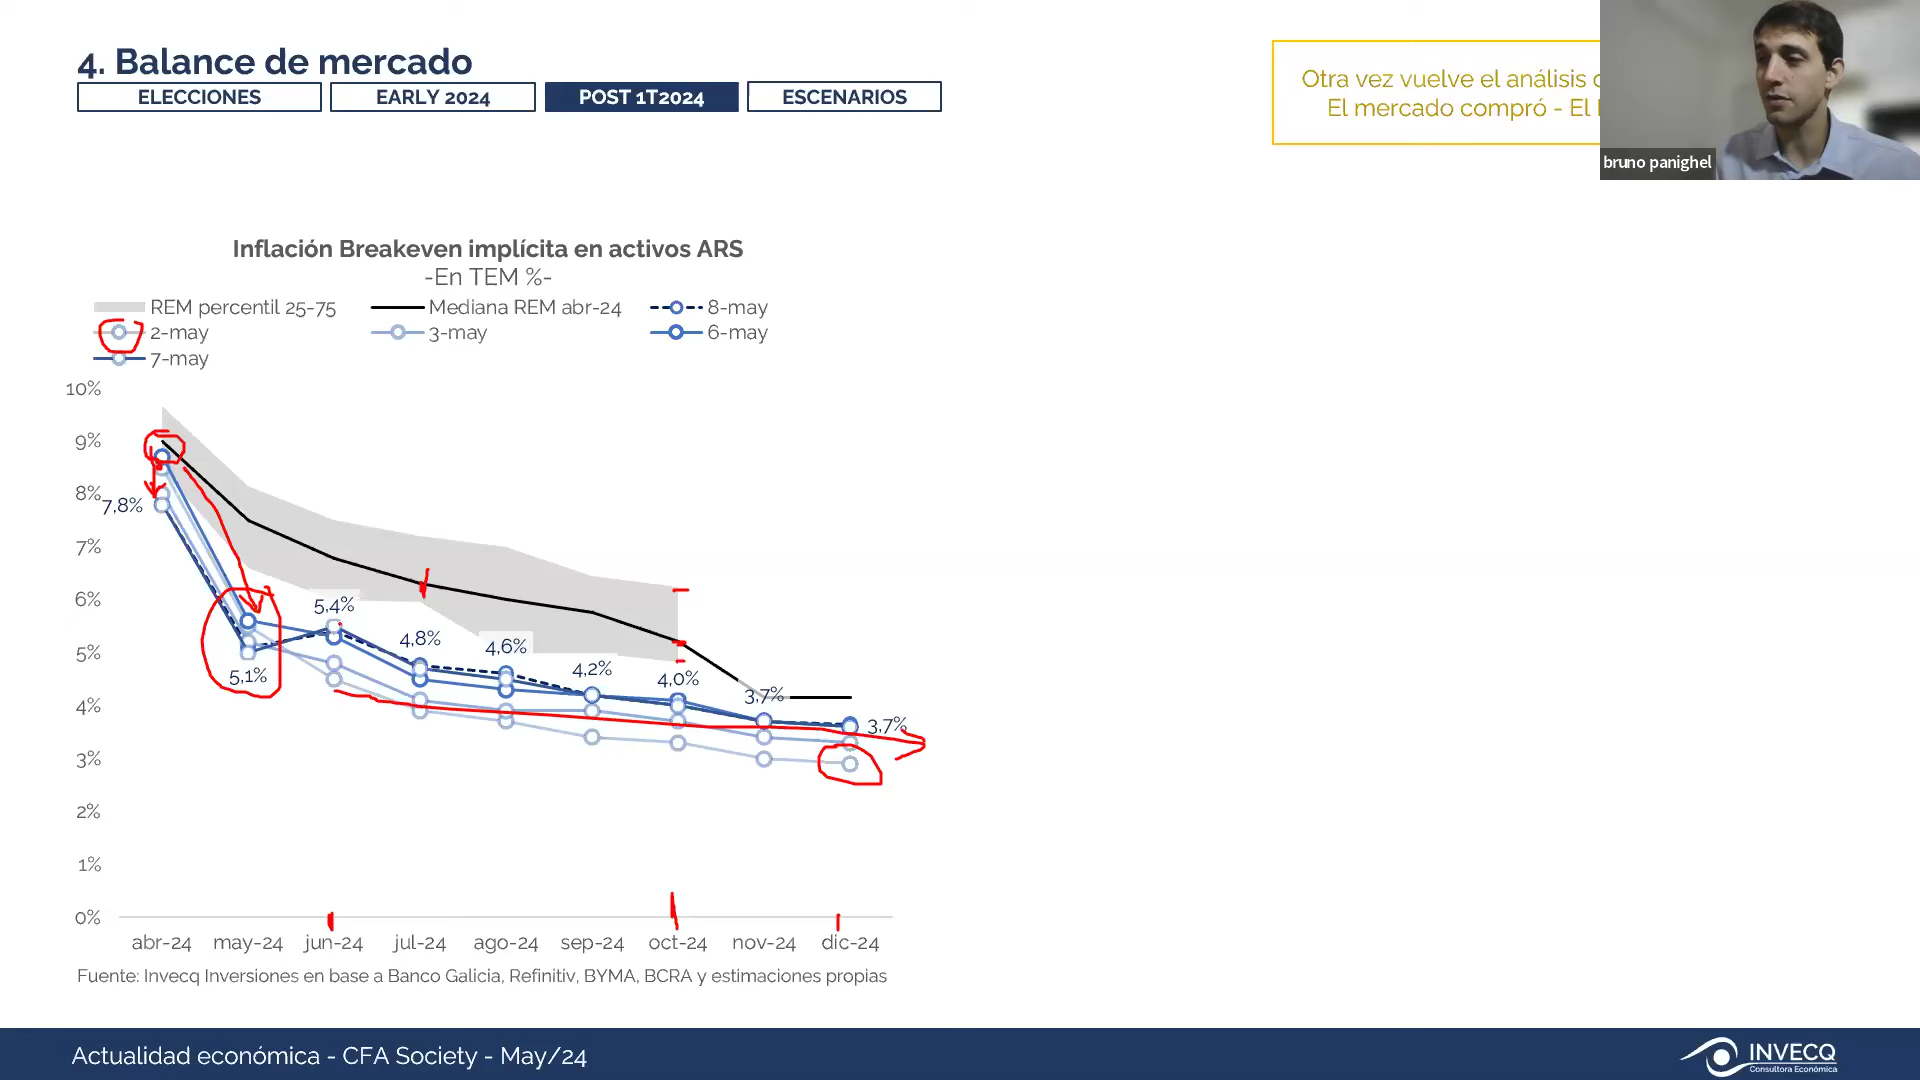 4. Balance de mercado
ELECCIONES
EARLY 2024
POST 1T2024
ESCENARIOS
Otra vez vuelve el análisis
El mercado compró - El
bruno panighel
Inflación Breakeven implícita en activos ARS
-En TEM %-
REM percentil 25-75
Mediana REM abr-24
8-may
2-may
3-may
6-may
7-may
10%
9%
8%
7%
6%
5%
4%
3%
2%
1%
0%
7,8%
5,1%
5,4%
4,8%
4,6%
4,2%
4,0%
3,7%
3,7%
abr-24 may-24 jun-24 jul-24 ago-24 sep-24 oct-24 nov-24 dic-24
Fuente: Invecq Inversiones en base a Banco Galicia, Refinitiv, BYMA, BCRA y estimaciones propias
Actualidad económica - CFA Society - May/24
INVECQ
Consultora Económica